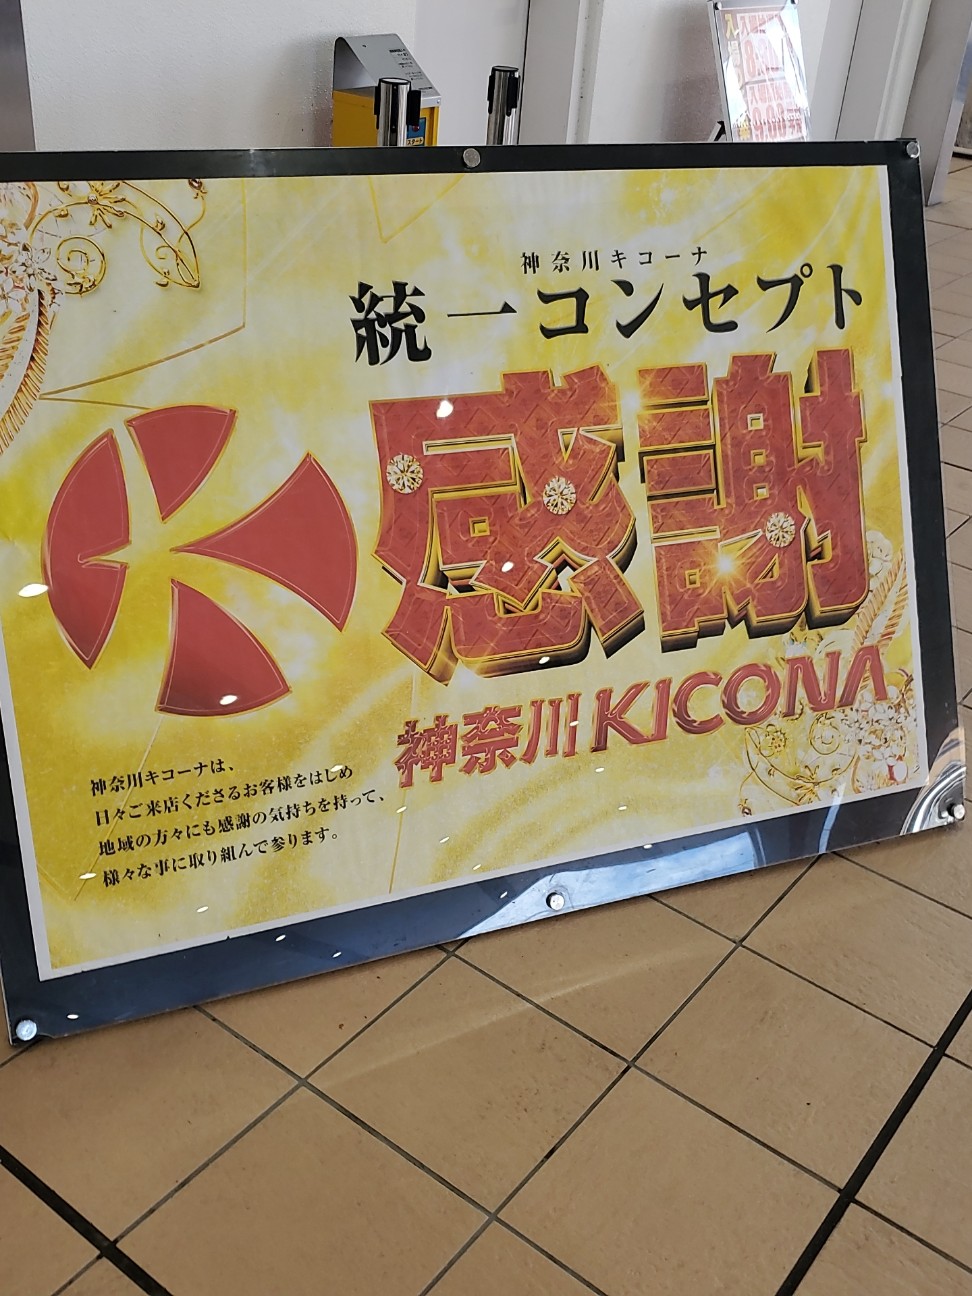 神奈川キコーナ
統一コンセプト
感謝
神奈川KICONA
神奈川キコーナは、
日々ご来店くださるお客様をはじめ
地域の方々にも感謝の気持ちを持って、
様々な事に取り組んで参ります。